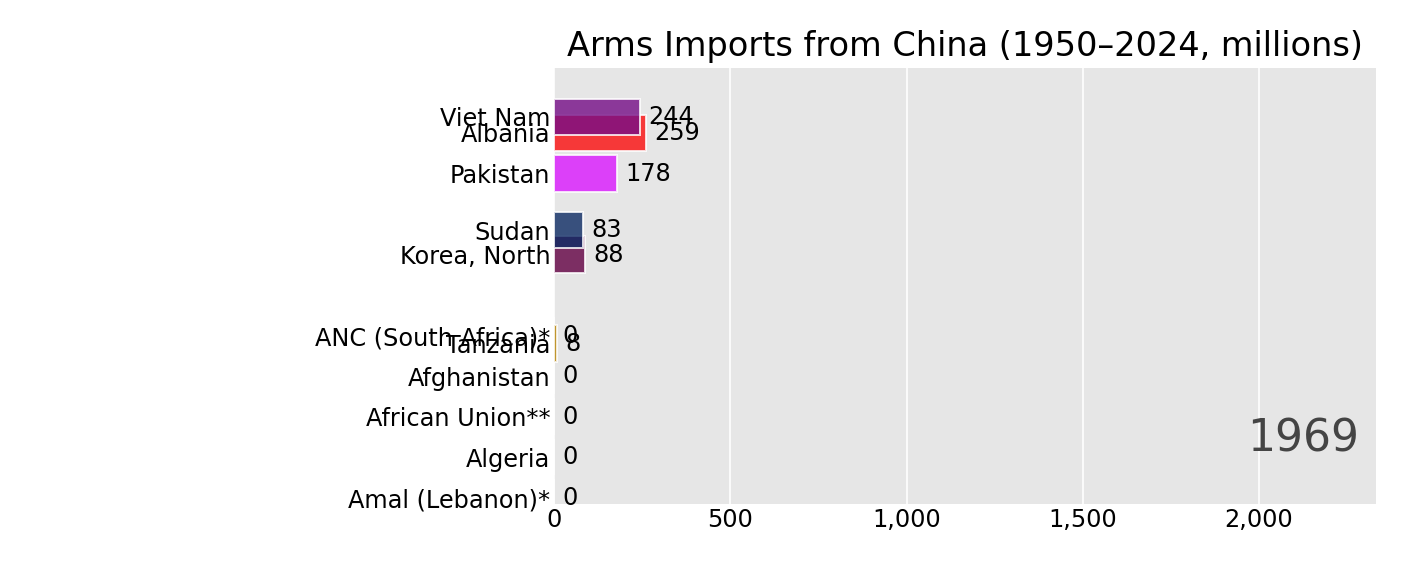 Arms Imports from China (1950–2024, millions)
Viet Nam 244
Albania 259
Pakistan 178
Sudan 83
Korea, North 88
ANC (South Africa)* 0
Tanzania 8
Afghanistan 0
African Union** 0
1969
Algeria 0
Amal (Lebanon)* 0
0 500 1,000 1,500 2,000